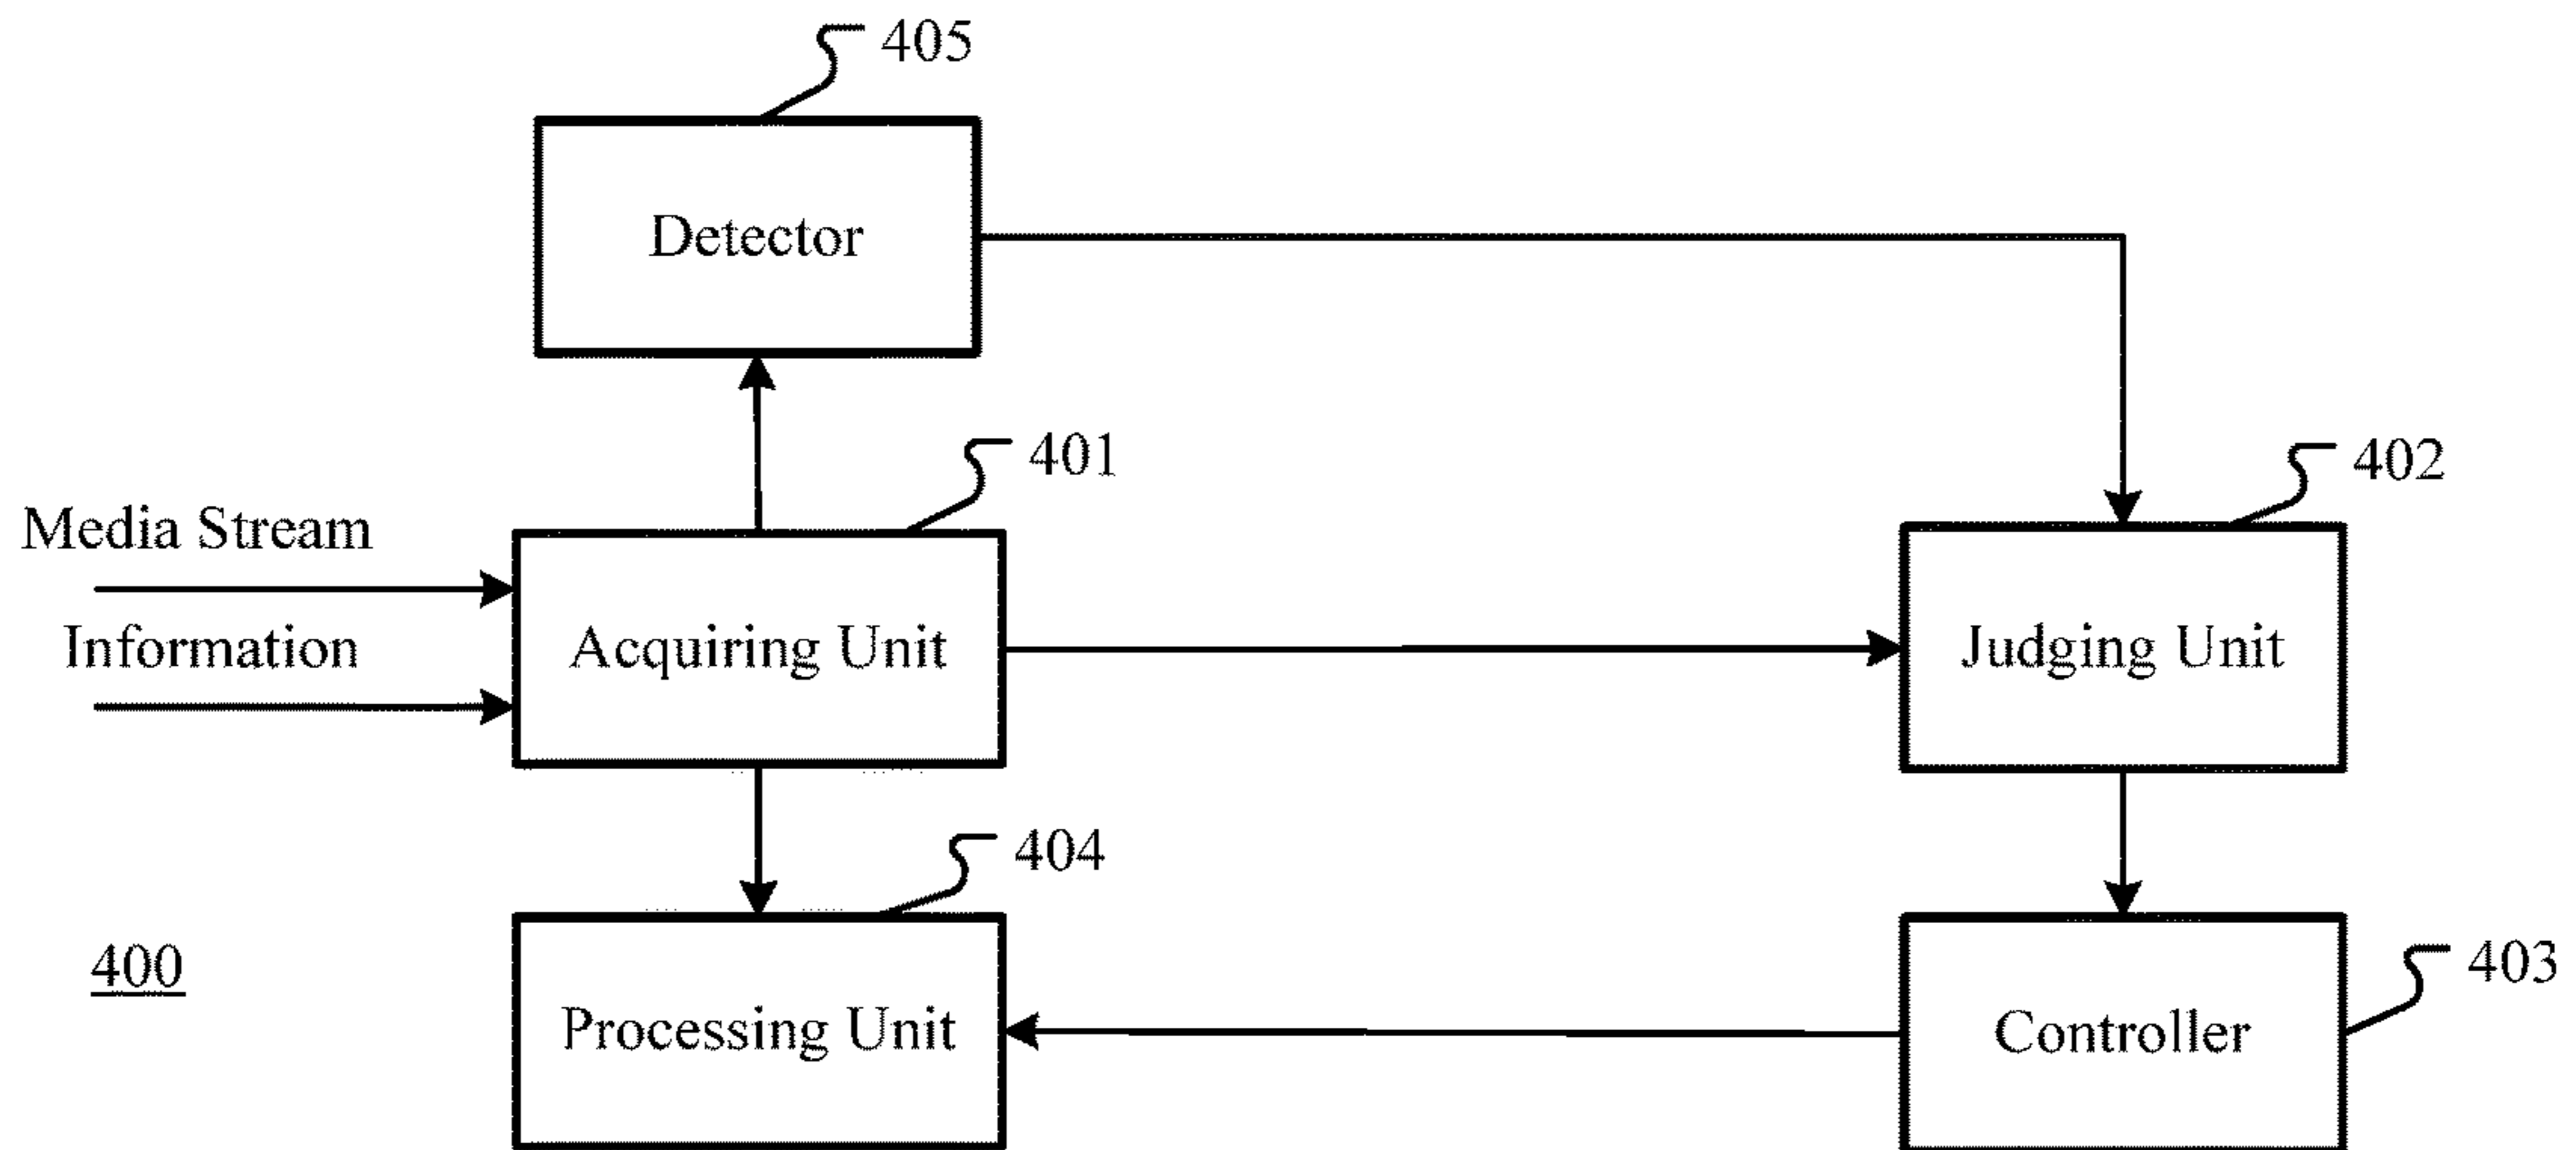 405
Detector
401
402
Media Stream
Information
Acquiring Unit
Judging Unit
404
400
403
Processing Unit
Controller